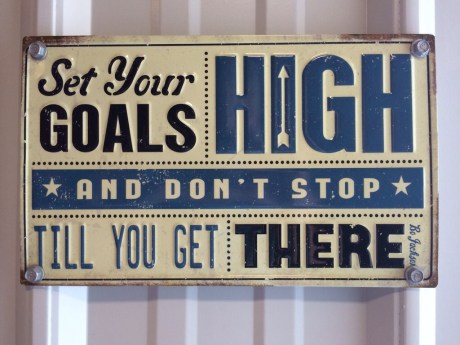 Set Your
GOALS
HIGH
AND DON'T STOP
TILL YOU GET
THERE
Bo Jackson